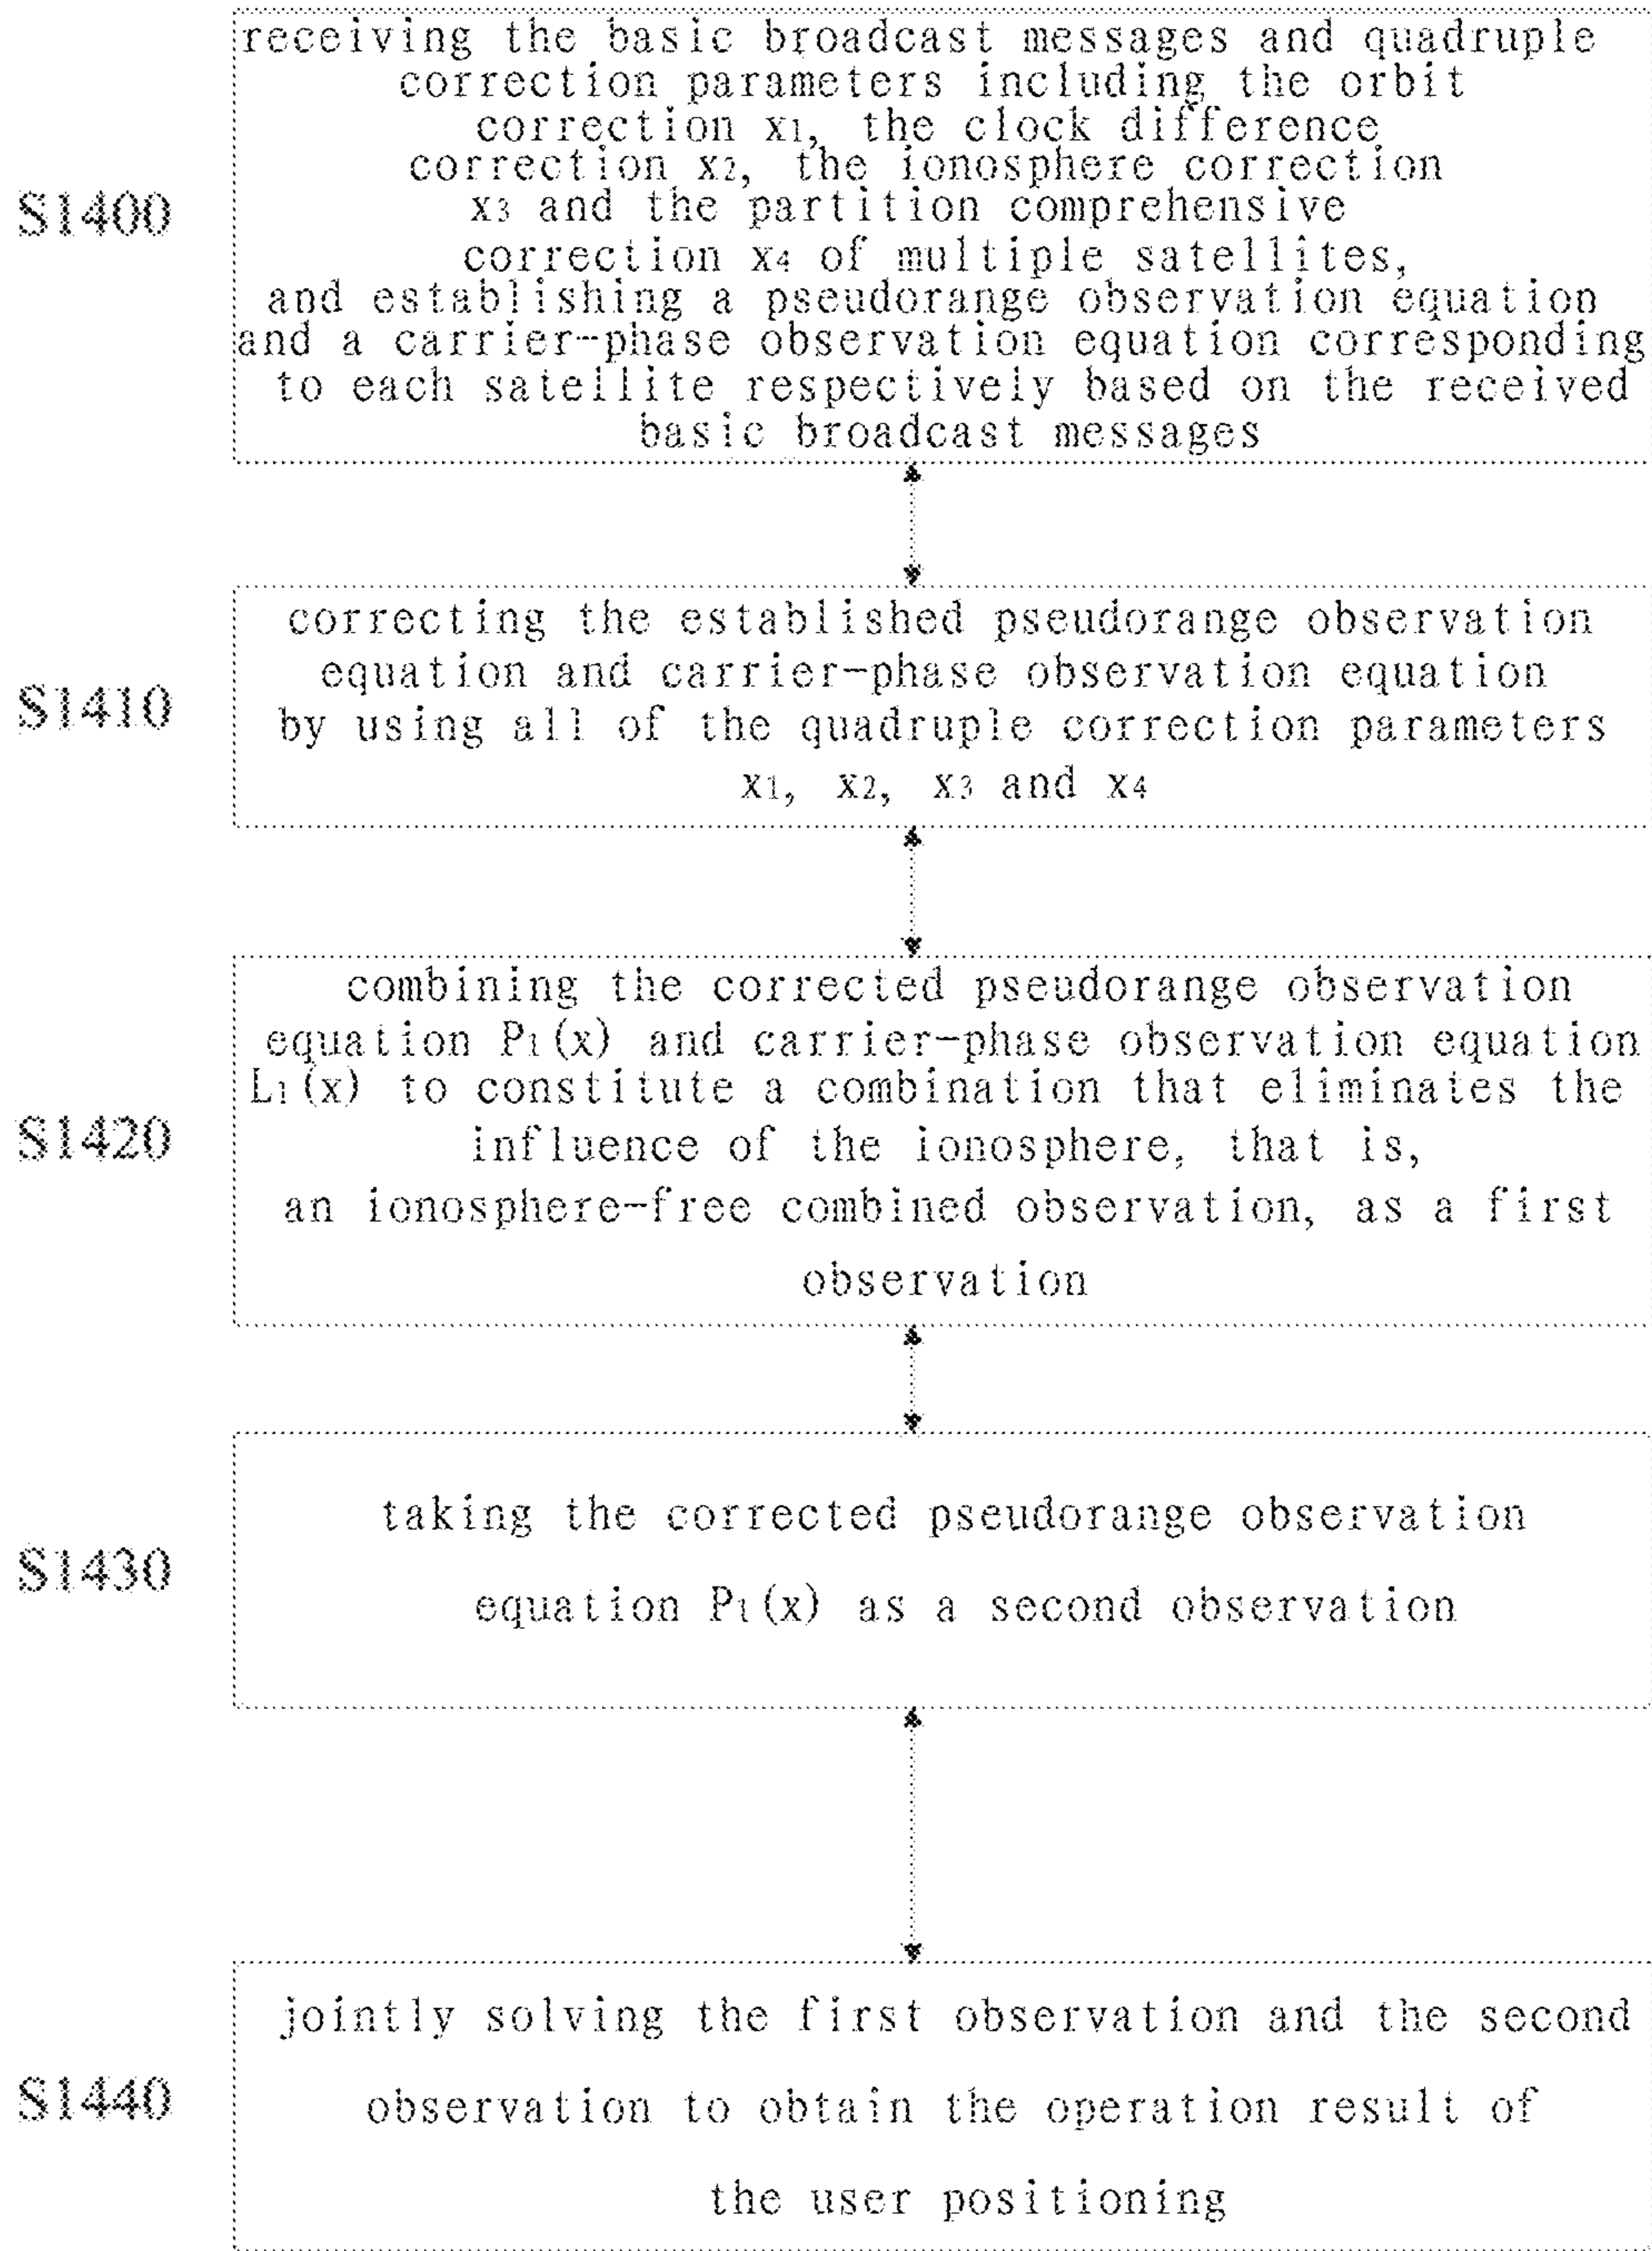 receiving the basic broadcast messages and quadruple
correction parameters including the orbit
correction x1, the clock difference
correction x2, the ionosphere correction
x3 and the partition comprehensive
correction x4 of multiple satellites,
and establishing a pseudorange observation equation
and a carrier-phase observation equation corresponding
to each satellite respectively based on the received
basic broadcast messages
S1400
correcting the established pseudorange observation
equation and carrier-phase observation equation
by using all of the quadruple correction parameters
x1, x2, x3 and x4
S1410
combining the corrected pseudorange observation
equation P1(x) and carrier-phase observation equation
L1(x) to constitute a combination that eliminates the
influence of the ionosphere, that is,
an ionosphere-free combined observation, as a first
observation
S1420
taking the corrected pseudorange observation
equation P1(x) as a second observation
S1430
jointly solving the first observation and the second
observation to obtain the operation result of
the user positioning
S1440